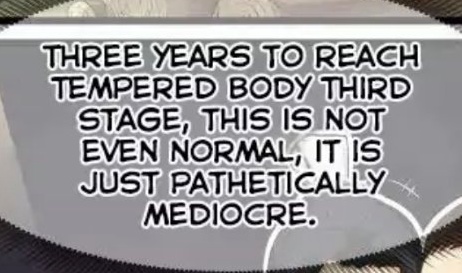 THREE YEARS TO REACH
TEMPERED BODY THIRD
STAGE, THIS IS NOT
EVEN NORMAL, IT IS
JUST PATHETICALLY
MEDIOCRE.